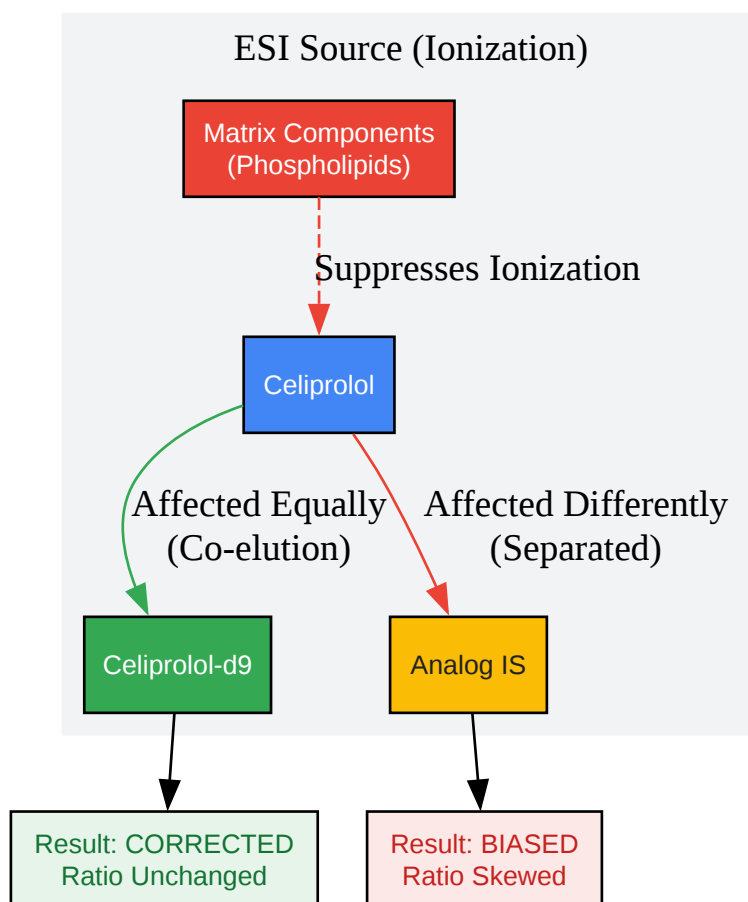 ESI Source (Ionization)
Matrix Components
(Phospholipids)
Suppresses Ionization
Celiprolol
Affected Equally
(Co-elution)
Affected Differently
(Separated)
Celiprolol-d9
Analog IS
Result: CORRECTED
Ratio Unchanged
Result: BIASED
Ratio Skewed